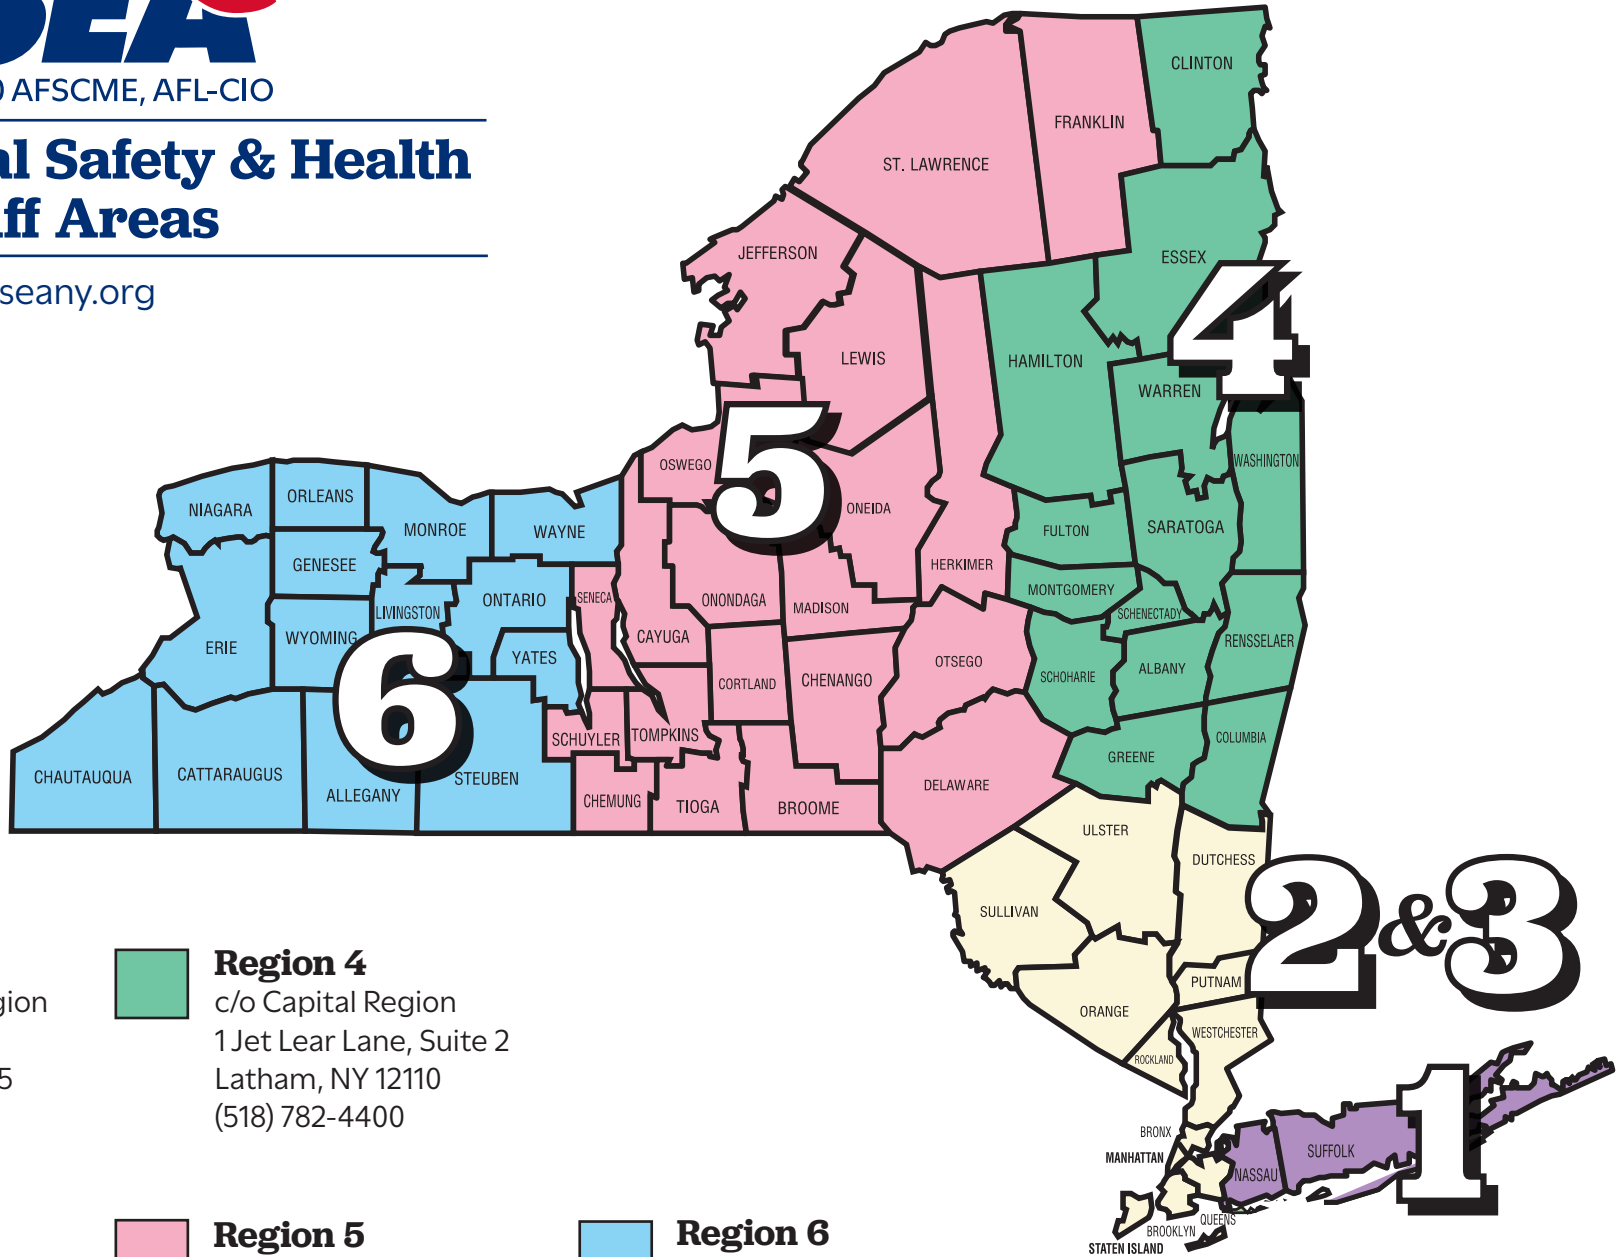 AFSCME, AFL-CIO
Safety & Health
Areas
CLINTON
FRANKLIN
ST. LAWRENCE
ESSEX
JEFFERSON
4
LEWIS
HAMILTON
WARREN
5
OSWEGO
WASHINGTON
NIAGARA
ORLEANS
MONROE
WAYNE
ONEIDA
FULTON
SARATOGA
GENESEE
HERKIMER
LIVINGSTON
ONTARIO
SENECA
ONONDAGA
MADISON
MONTGOMERY
SCHENECTADY
ERIE
WYOMING
CAYUGA
YATES
OTSEGO
RENSSELAER
6
CORTLAND
CHENANGO
SCHOHARIE
ALBANY
SCHUYLER
TOMPKINS
COLUMBIA
GREENE
CHAUTAUQUA
CATTARAUGUS
ALLEGANY
STEUBEN
CHEMUNG
TIOGA
BROOME
DELAWARE
ULSTER
DUTCHESS
2&3
SULLIVAN
PUTNAM
ORANGE
WESTCHESTER
ROCKLAND
1
BRONX
MANHATTAN
SUFFOLK
NASSAU
QUEENS
BROOKLYN
STATEN ISLAND
Region 4
c/o Capital Region
1 Jet Lear Lane, Suite 2
Latham, NY 12110
(518) 782-4400
Region 5
Region 6